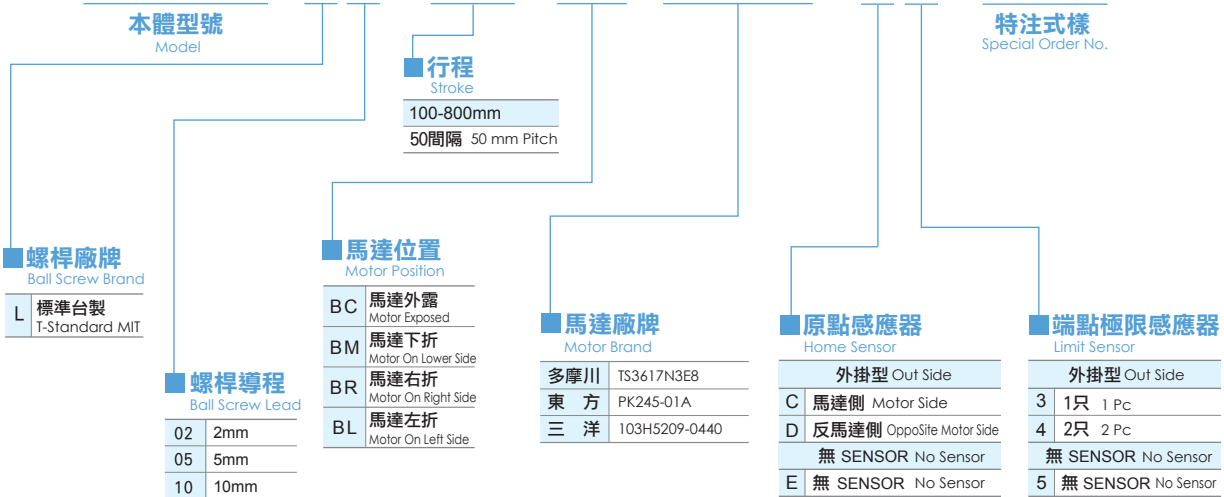 本體型號
Model
特注式樣
Special Order No.
行程
Stroke
100-800mm
50間隔 50 mm Pitch
螺桿廠牌
Ball Screw Brand
L 標準台製
T-Standard MIT
螺桿導程
Ball Screw Lead
02 2mm
05 5mm
10 10mm
馬達位置
Motor Position
BC 馬達外露
Motor Exposed
BM 馬達下折
Motor On Lower Side
BR 馬達右折
Motor On Right Side
BL 馬達左折
Motor On Left Side
馬達廠牌
Motor Brand
多摩川 TS3617N3E8
東方 PK245-01A
三洋 103H5209-0440
原點感應器
Home Sensor
外掛型 Out Side
C 馬達側 Motor Side
D 反馬達側 OppoSite Motor Side
無 SENSOR No Sensor
E 無 SENSOR No Sensor
端點極限感應器
Limit Sensor
外掛型 Out Side
3 1只 1 Pc
4 2只 2 Pc
無 SENSOR No Sensor
5 無 SENSOR No Sensor